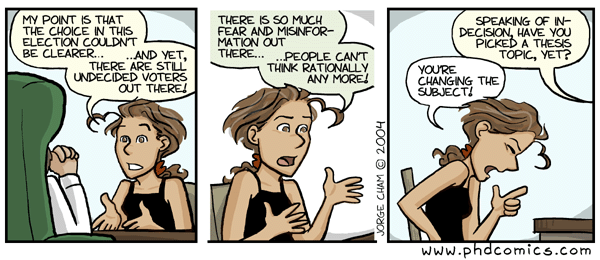 MY POINT IS THAT
THE CHOICE IN THIS
ELECTION COULDN'T
BE CLEARER...
...AND YET,
THERE ARE STILL
UNDECIDED VOTERS
OUT THERE!
THERE IS SO MUCH
FEAR AND MISINFOR-
MATION OUT
THERE...
...PEOPLE CAN'T
THINK RATIONALLY
ANY MORE!
JORGE CHAM © 2004
SPEAKING OF IN-
DECISION, HAVE YOU
PICKED A THESIS
TOPIC, YET?
YOU'RE
CHANGING THE
SUBJECT!
www.phdcomics.com